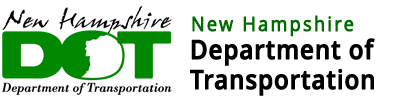 New Hampshire
DOT
Department of Transportation
New Hampshire
Department of
Transportation